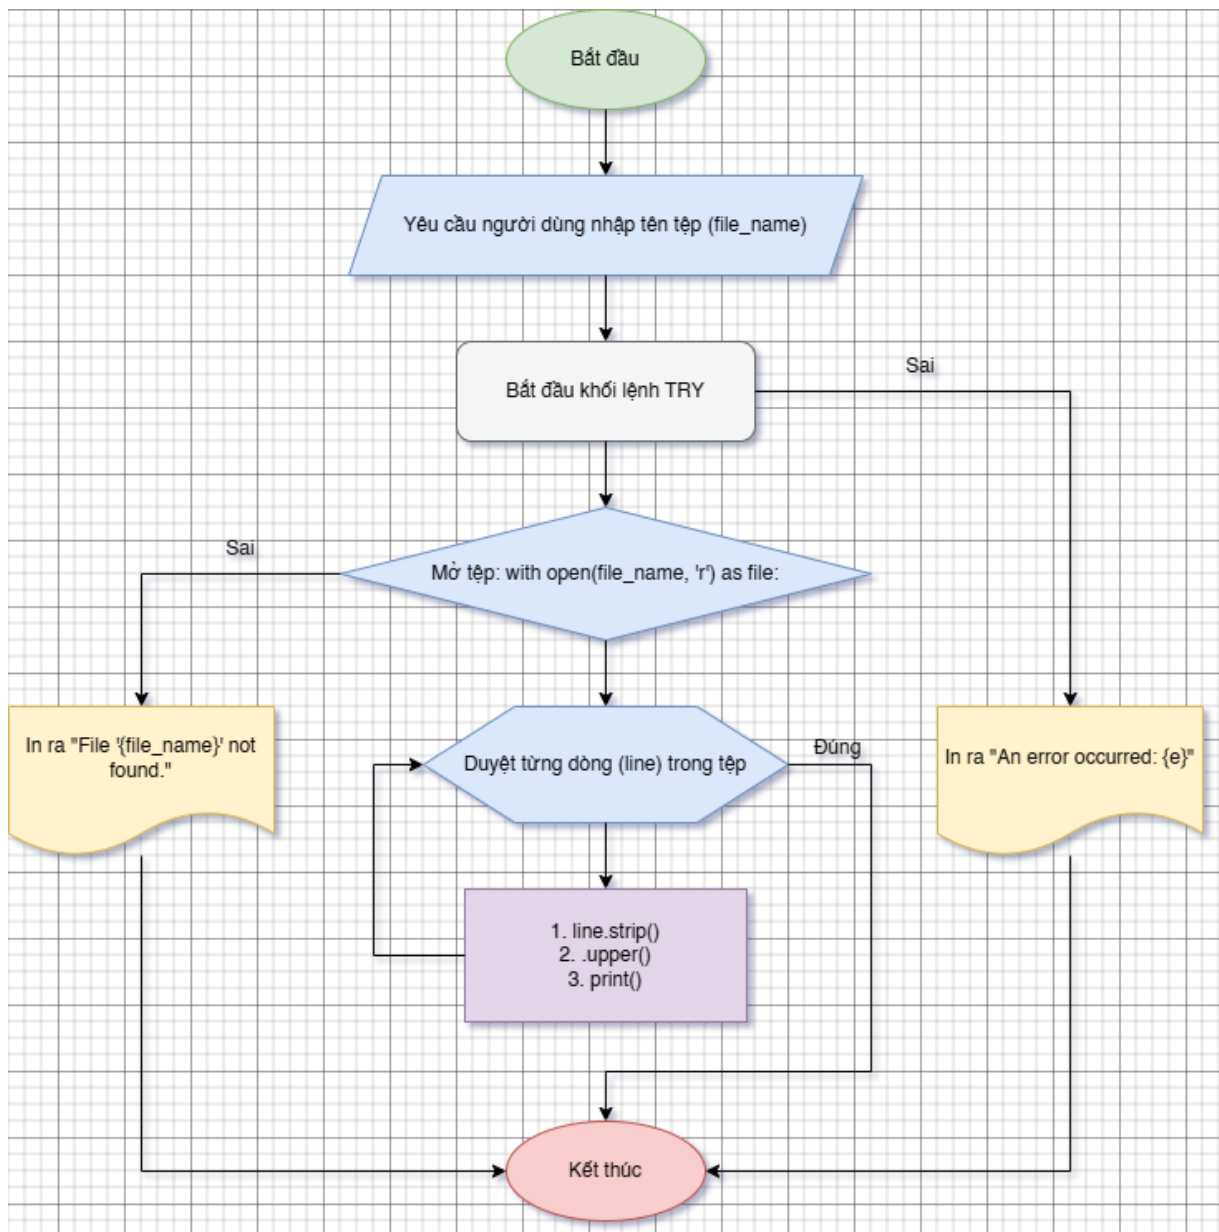 Bắt đầu
Yêu cầu người dùng nhập tên tệp (file_name)
Bắt đầu khối lệnh TRY
Sai
Sai
Mở tệp: with open(file_name, 'r') as file:
In ra "File '{file_name}' not
found."
Duyệt từng dòng (line) trong tệp
Đúng
In ra "An error occurred: {e}"
1. line.strip()
2. .upper()
3. print()
Kết thúc